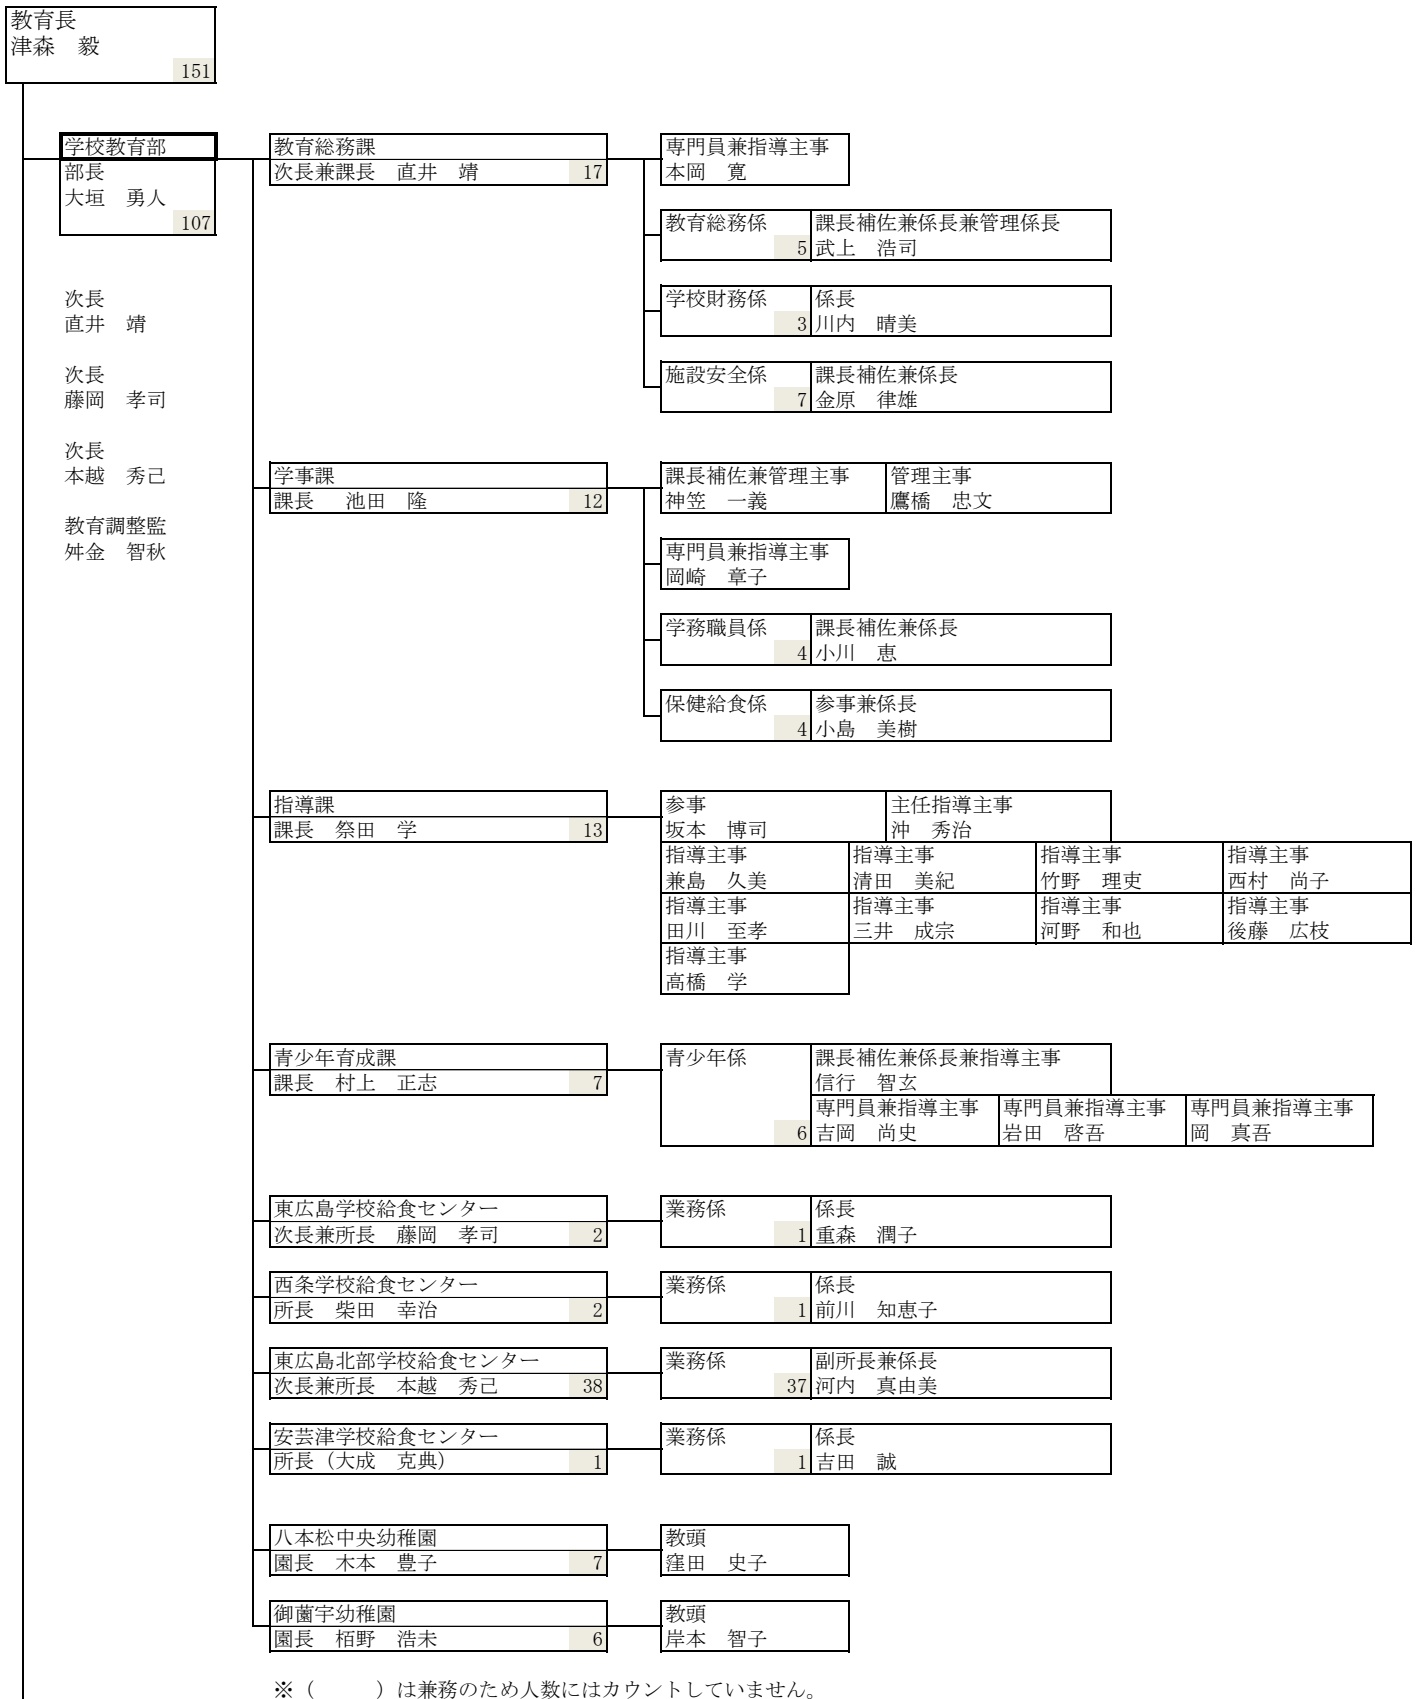 教育長
津森　毅
151
学校教育部
部長
大垣　勇人
107
次長
直井　靖
次長
藤岡　孝司
次長
本越　秀己
教育調整監
舛金　智秋
教育総務課
次長兼課長　直井　靖　17
専門員兼指導主事
本岡　寛
教育総務係　課長補佐兼係長兼管理係長
5　武上　浩司
学校財務係　係長
3　川内　晴美
施設安全係　課長補佐兼係長
7　金原　律雄
学事課
課長　池田　隆　12
課長補佐兼管理主事　管理主事
神笠　一義　鷹橋　忠文
専門員兼指導主事
岡崎　章子
学務職員係　課長補佐兼係長
4　小川　恵
保健給食係　参事兼係長
4　小島　美樹
指導課
課長　祭田　学　13
参事　主任指導主事
坂本　博司　沖　秀治
指導主事　指導主事　指導主事　指導主事
兼島　久美　清田　美紀　竹野　理吏　西村　尚子
指導主事　指導主事　指導主事　指導主事
田川　至孝　三井　成宗　河野　和也　後藤　広枝
指導主事
高橋　学
青少年育成課
課長　村上　正志　7
青少年係　課長補佐兼係長兼指導主事
信行　智玄
専門員兼指導主事　専門員兼指導主事　専門員兼指導主事
6　吉岡　尚史　岩田　啓吾　岡　真吾
東広島学校給食センター
次長兼所長　藤岡　孝司　2
業務係　係長
1　重森　潤子
西条学校給食センター
所長　柴田　幸治　2
業務係　係長
1　前川　知恵子
東広島北部学校給食センター
次長兼所長　本越　秀己　38
業務係　副所長兼係長
37　河内　真由美
安芸津学校給食センター
所長（大成　克典）　1
業務係　係長
1　吉田　誠
八本松中央幼稚園
園長　木本　豊子　7
教頭
窪田　史子
御薗宇幼稚園
園長　栢野　浩未　6
教頭
岸本　智子
※（　　　）は兼務のため人数にはカウントしていません。